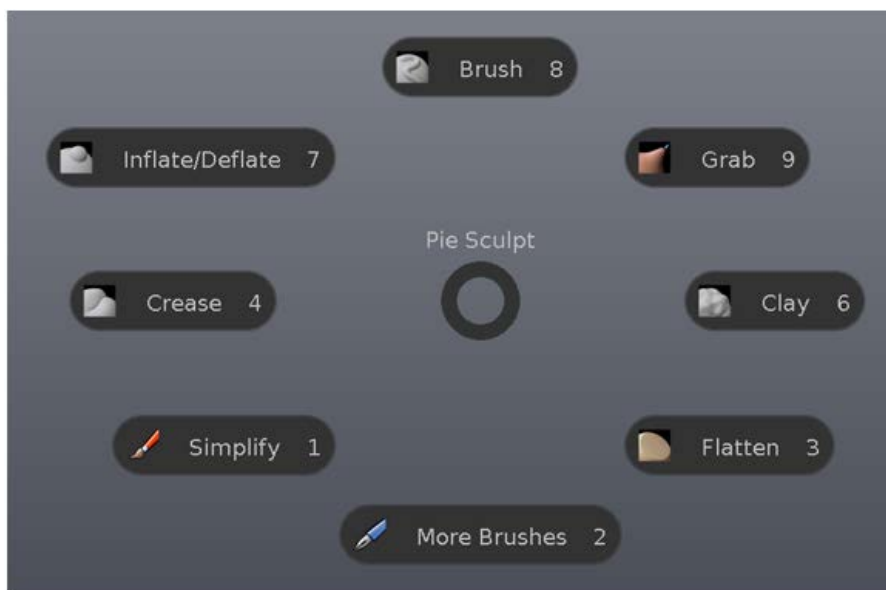 Brush 8
Inflate/Deflate 7
Grab 9
Pie Sculpt
Crease 4
Clay 6
Simplify 1
Flatten 3
More Brushes 2